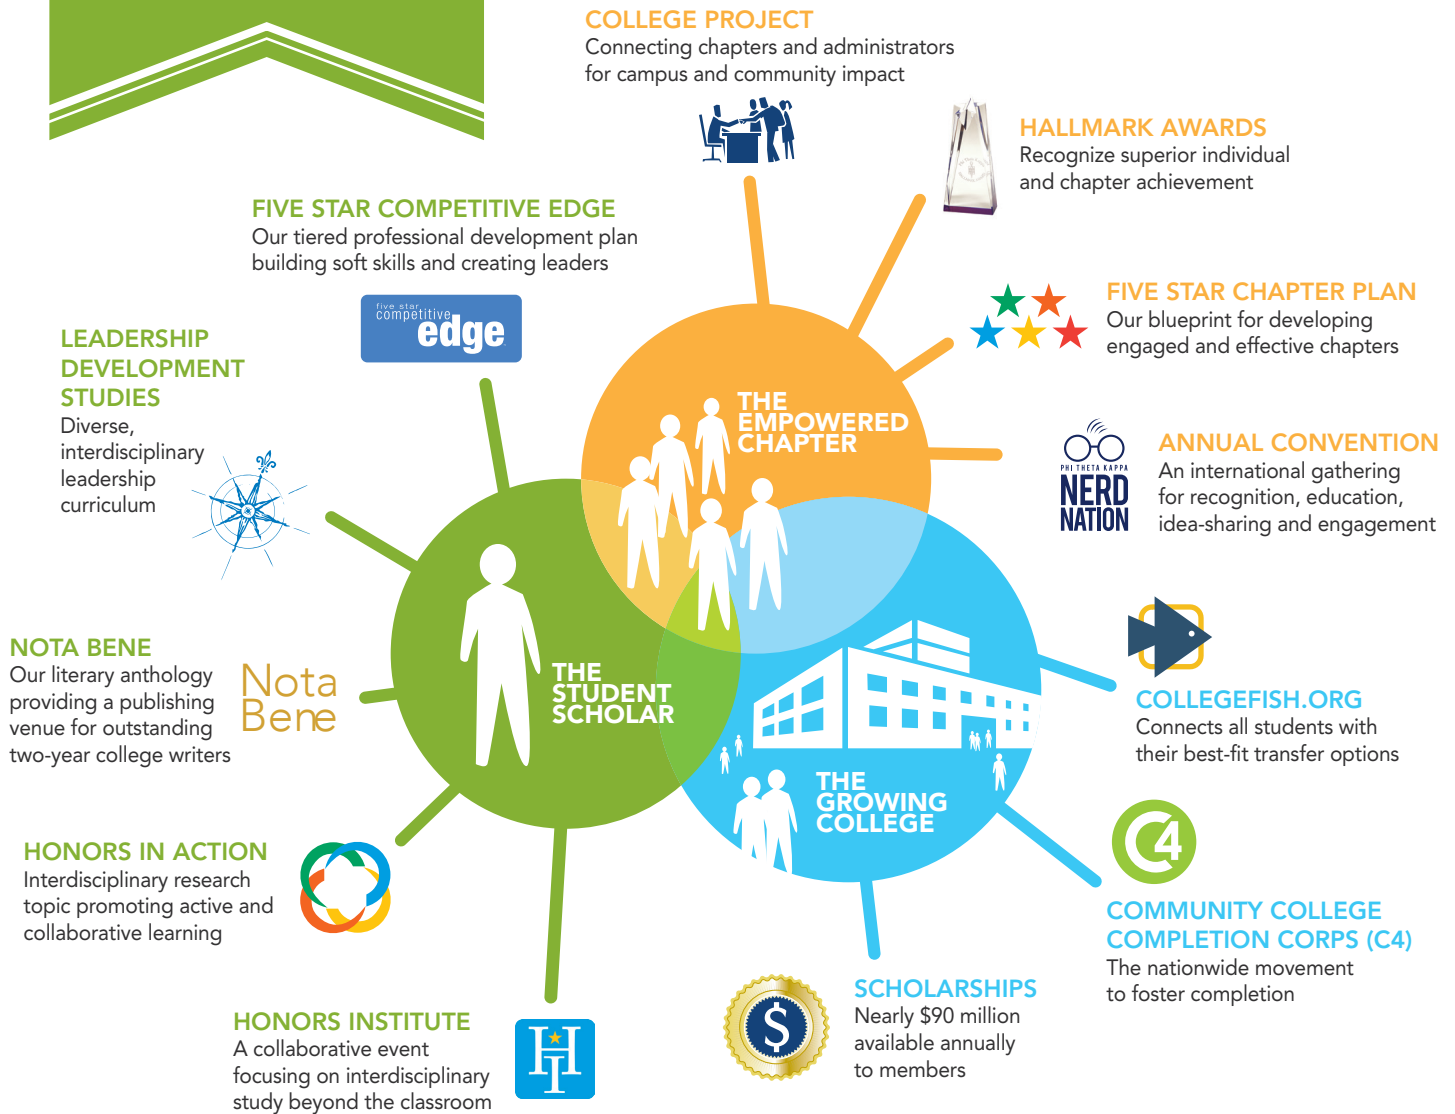 COLLEGE PROJECT
Connecting chapters and administrators
for campus and community impact
HALLMARK AWARDS
Recognize superior individual
and chapter achievement
FIVE STAR COMPETITIVE EDGE
Our tiered professional development plan
building soft skills and creating leaders
five star
competitive
edge
FIVE STAR CHAPTER PLAN
Our blueprint for developing
engaged and effective chapters
LEADERSHIP
DEVELOPMENT
STUDIES
Diverse,
interdisciplinary
leadership
curriculum
THE
EMPOWERED
CHAPTER
PHI THETA KAPPA
NERD
NATION
ANNUAL CONVENTION
An international gathering
for recognition, education,
idea-sharing and engagement
NOTA BENE
Our literary anthology
providing a publishing
venue for outstanding
two-year college writers
Nota
Bene
THE
STUDENT
SCHOLAR
COLLEGEFISH.ORG
Connects all students with
their best-fit transfer options
THE
GROWING
COLLEGE
C4
COMMUNITY COLLEGE
COMPLETION CORPS (C4)
The nationwide movement
to foster completion
HONORS IN ACTION
Interdisciplinary research
topic promoting active and
collaborative learning
$
SCHOLARSHIPS
Nearly $90 million
available annually
to members
HONORS INSTITUTE
A collaborative event
focusing on interdisciplinary
study beyond the classroom
HI